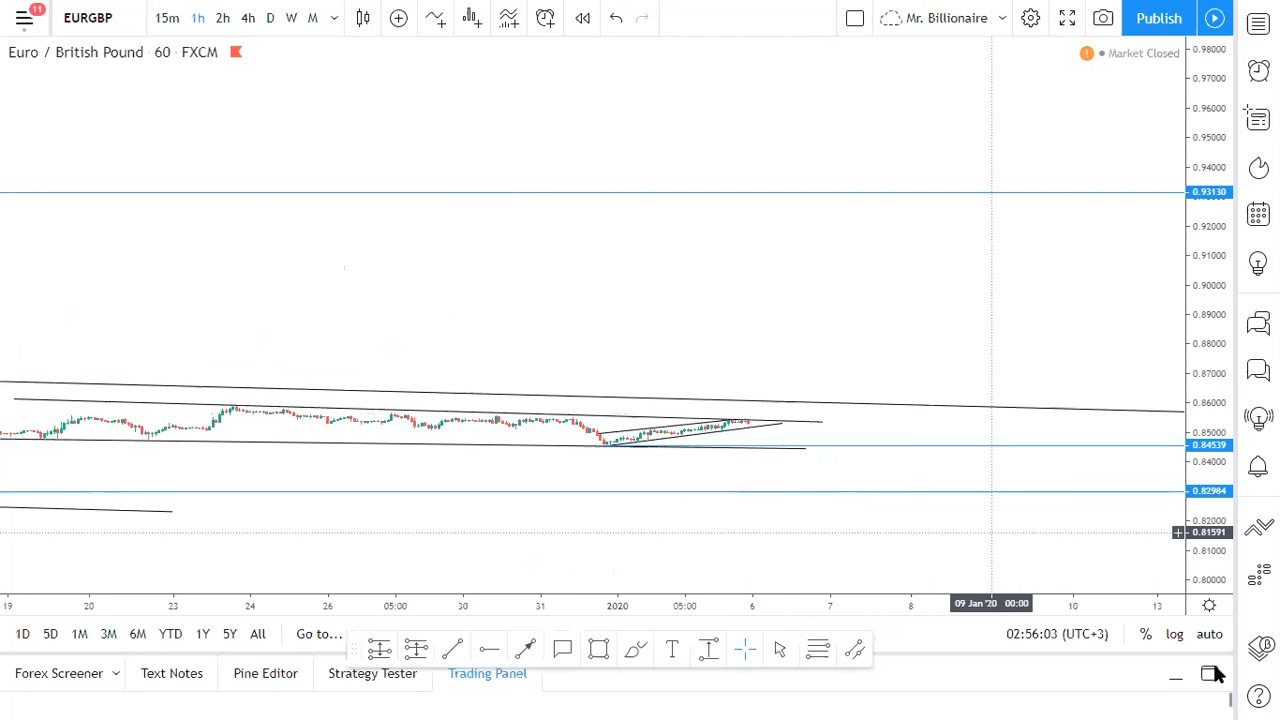 11
EURGBP
15m 1h 2h 4h D W M
Mr. Billionaire
Publish
Euro / British Pound · 60 · FXCM
! Market Closed
0.98000
0.97000
0.96000
0.95000
0.94000
0.93130
0.92000
0.91000
0.90000
0.89000
0.88000
0.87000
0.86000
0.85000
0.84539
0.84000
0.82984
0.82000
0.81591
0.81000
0.80000
19 20 23 24 26 05:00 30 31 2020 05:00 6 7 8 09 Jan '20 00:00 10 13
1D 5D 1M 3M 6M YTD 1Y 5Y All Go to... 02:56:03 (UTC+3) % log auto
T
Forex Screener Text Notes Pine Editor Strategy Tester Trading Panel